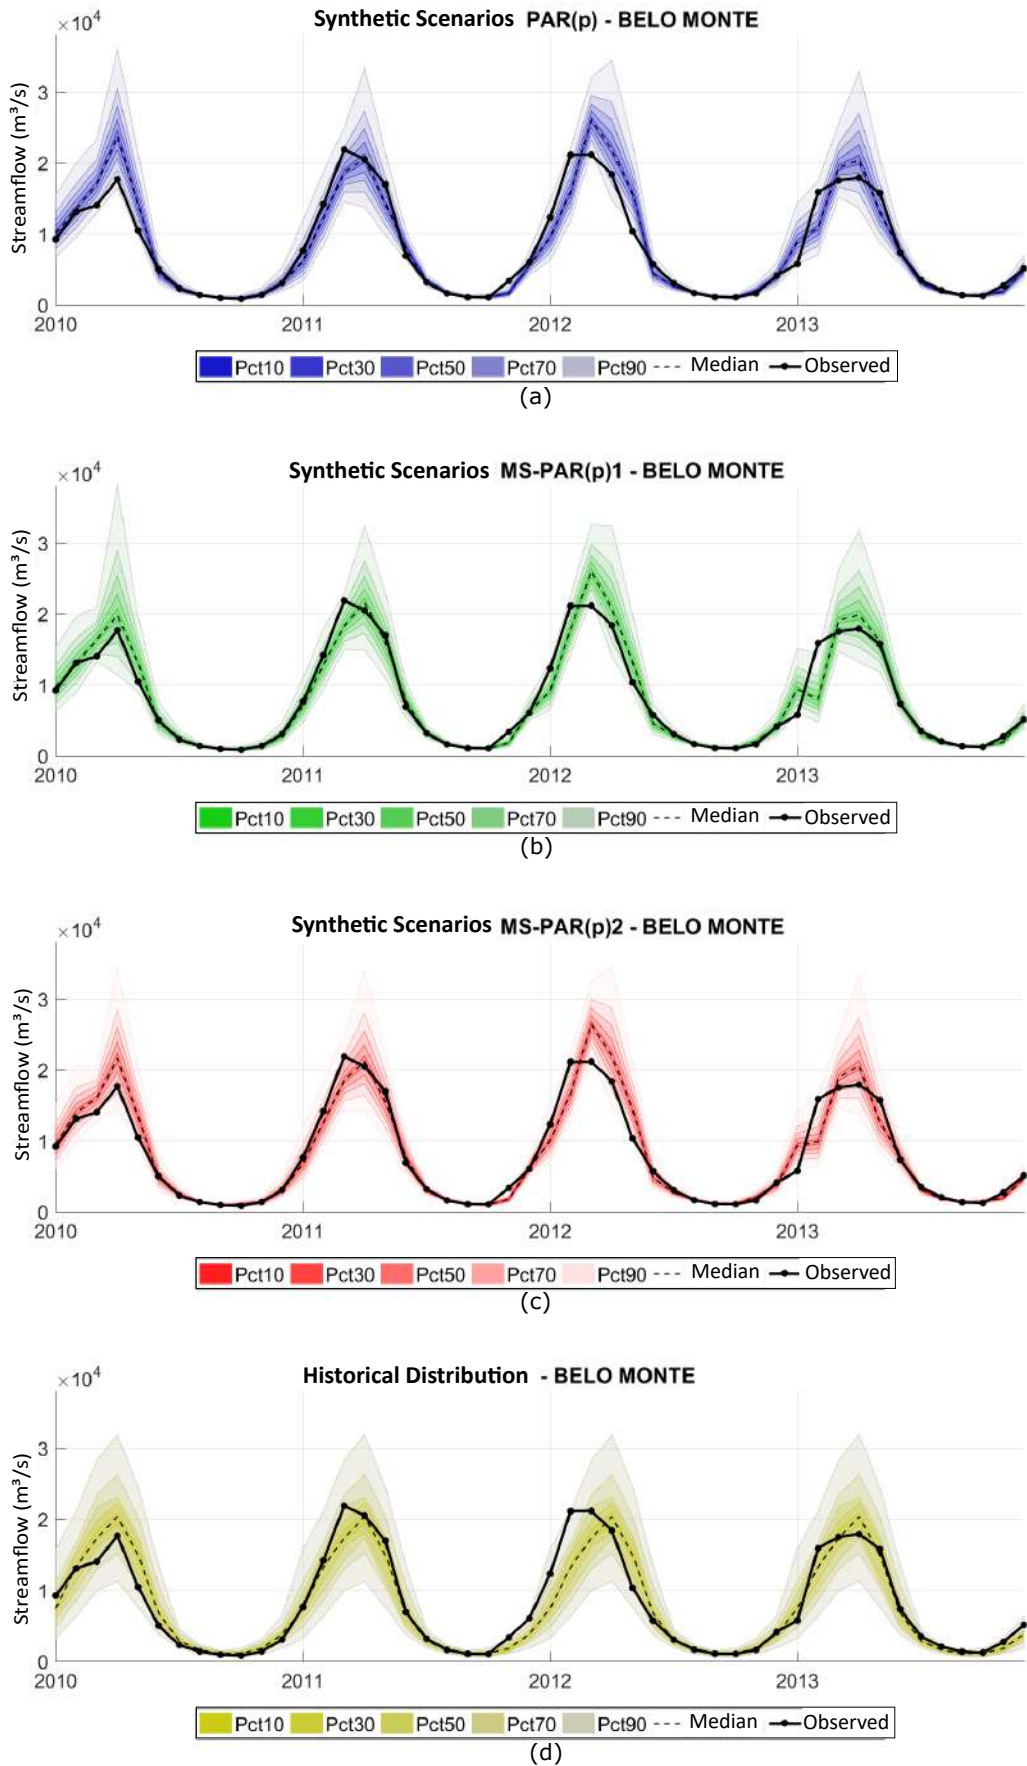 Synthetic Scenarios PAR(p) - BELO MONTE
×10⁴
Streamflow (m³/s)
3
2
1
0
2010 2011 2012 2013
Pct10 Pct30 Pct50 Pct70 Pct90 Median Observed
(a)
Synthetic Scenarios MS-PAR(p)1 - BELO MONTE
×10⁴
Streamflow (m³/s)
3
2
1
0
2010 2011 2012 2013
Pct10 Pct30 Pct50 Pct70 Pct90 Median Observed
(b)
Synthetic Scenarios MS-PAR(p)2 - BELO MONTE
×10⁴
Streamflow (m³/s)
3
2
1
0
2010 2011 2012 2013
Pct10 Pct30 Pct50 Pct70 Pct90 Median Observed
(c)
Historical Distribution - BELO MONTE
×10⁴
Streamflow (m³/s)
3
2
1
0
2010 2011 2012 2013
Pct10 Pct30 Pct50 Pct70 Pct90 Median Observed
(d)